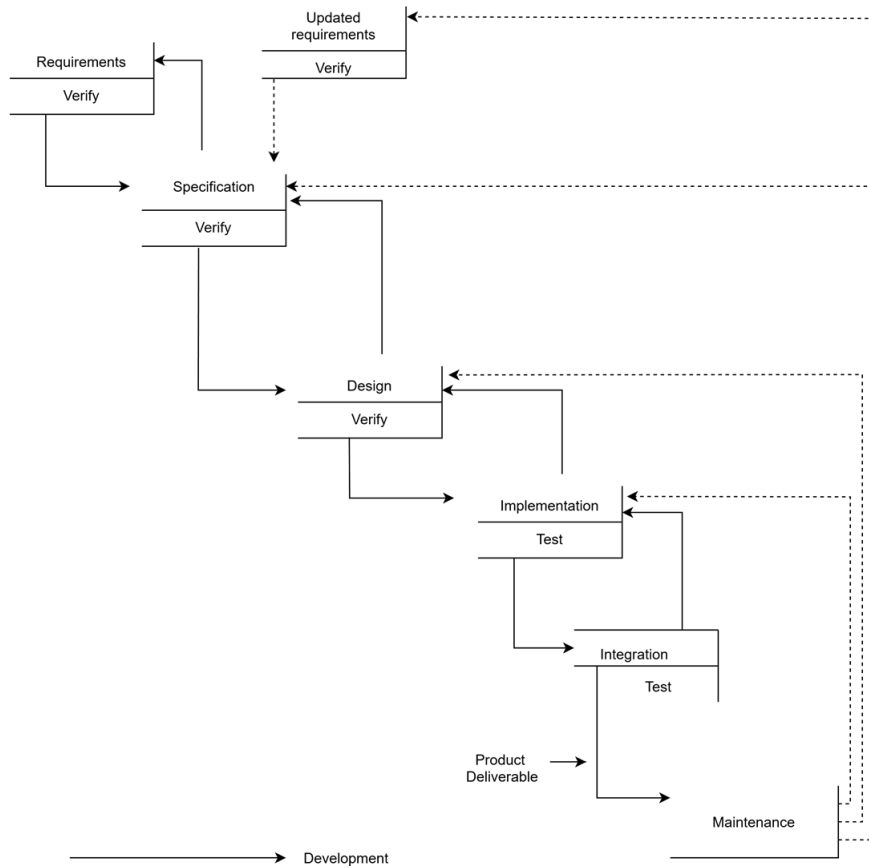 Updated
requirements
Verify
Requirements
Verify
Specification
Verify
Design
Verify
Implementation
Test
Integration
Test
Product
Deliverable
Maintenance
Development